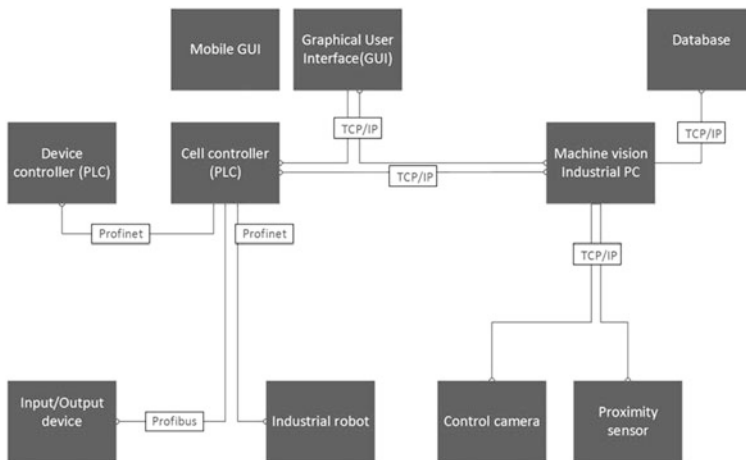 Mobile GUI
Graphical User
Interface(GUI)
Database
TCP/IP
TCP/IP
Device
controller (PLC)
Cell controller
(PLC)
Machine vision
Industrial PC
TCP/IP
Profinet
Profinet
TCP/IP
Input/Output
device
Profibus
Industrial robot
Control camera
Proximity
sensor